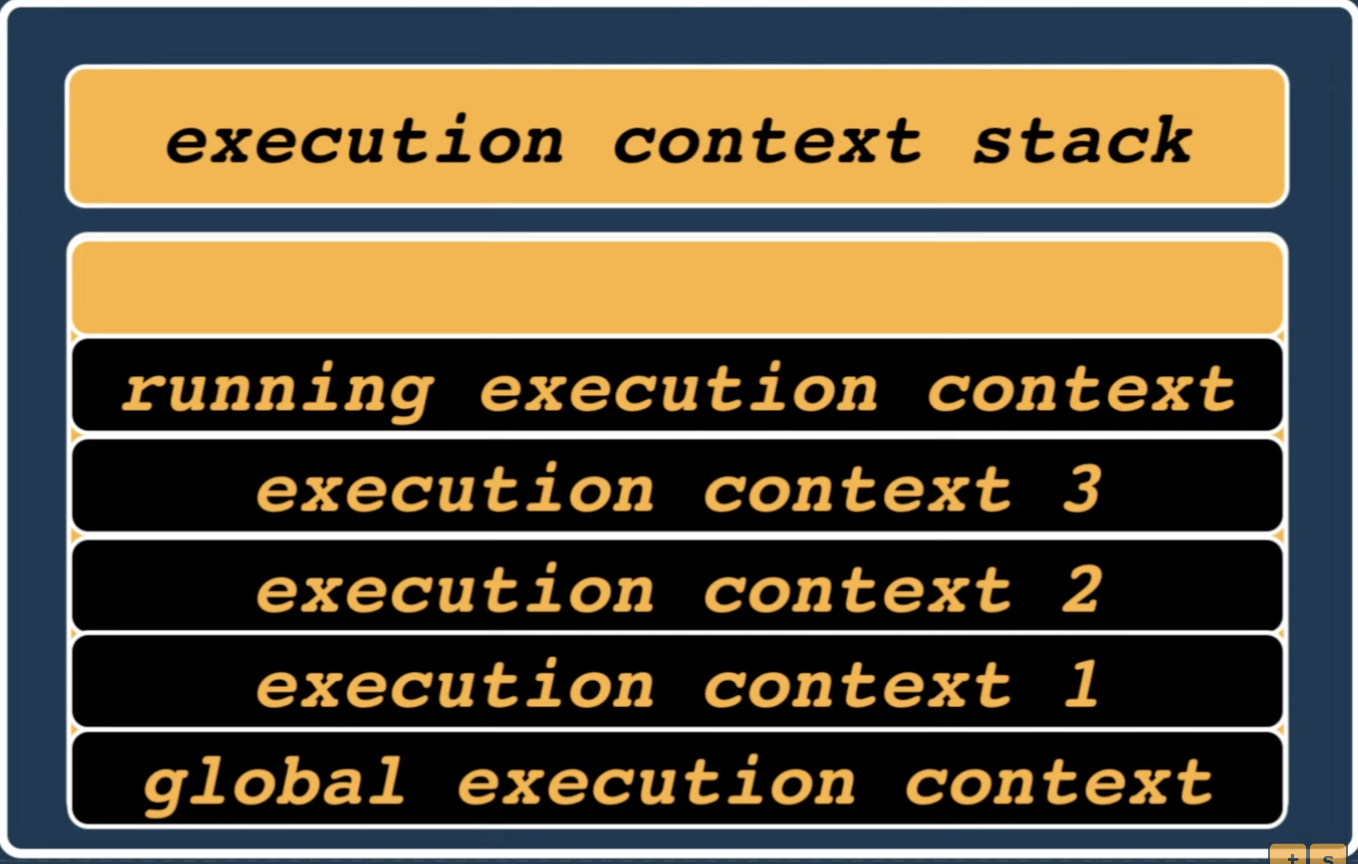 execution context stack
running execution context
execution context 3
execution context 2
execution context 1
global execution context
t s